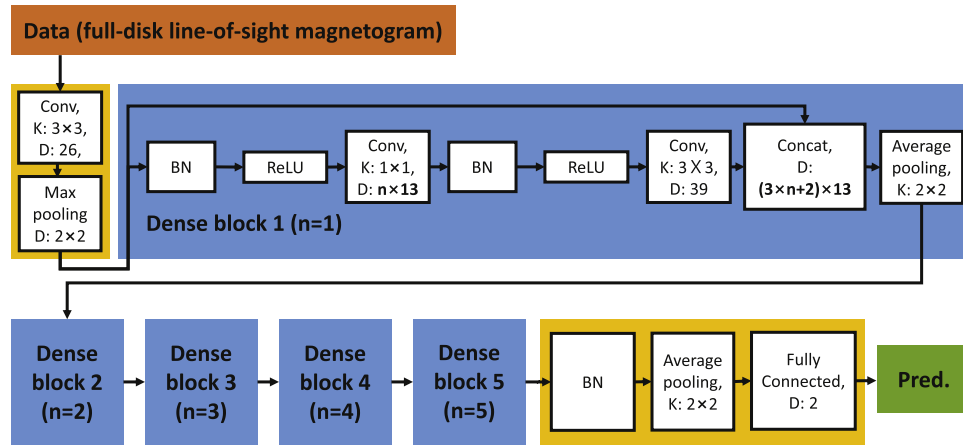 Data (full-disk line-of-sight magnetogram)
Conv,
K: 3×3,
D: 26,
Max
pooling
D: 2×2
BN
ReLU
Conv,
K: 1×1,
D: n×13
BN
ReLU
Conv,
K: 3 X 3,
D: 39
Concat,
D:
(3×n+2)×13
Average
pooling,
K: 2×2
Dense block 1 (n=1)
Dense
block 2
(n=2)
Dense
block 3
(n=3)
Dense
block 4
(n=4)
Dense
block 5
(n=5)
BN
Average
pooling,
K: 2×2
Fully
Connected,
D: 2
Pred.